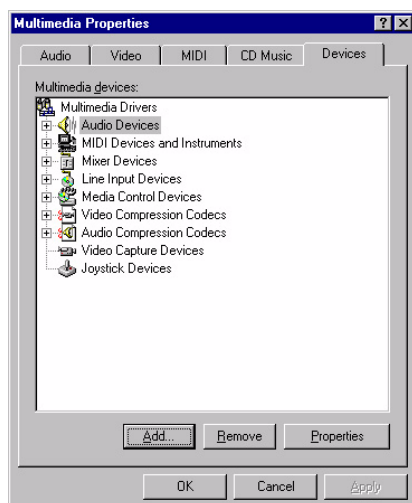 Multimedia Properties
Audio Video MIDI CD Music Devices
Multimedia devices:
Multimedia Drivers
Audio Devices
MIDI Devices and Instruments
Mixer Devices
Line Input Devices
Media Control Devices
Video Compression Codecs
Audio Compression Codecs
Video Capture Devices
Joystick Devices
Add... Remove Properties
OK Cancel Apply